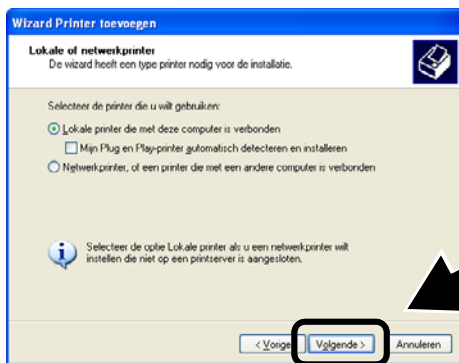 Wizard Printer toevoegen
Lokale of netwerkprinter
De wizard heeft een type printer nodig voor de installatie.
Selecteer de printer die u wilt gebruiken:
Lokale printer die met deze computer is verbonden
Mijn Plug en Play-printer automatisch detecteren en installeren
Netwerkprinter, of een printer die met een andere computer is verbonden
Selecteer de optie Lokale printer als u een netwerkprinter wilt
instellen die niet op een printserver is aangesloten.
< Vorige Volgende > Annuleren